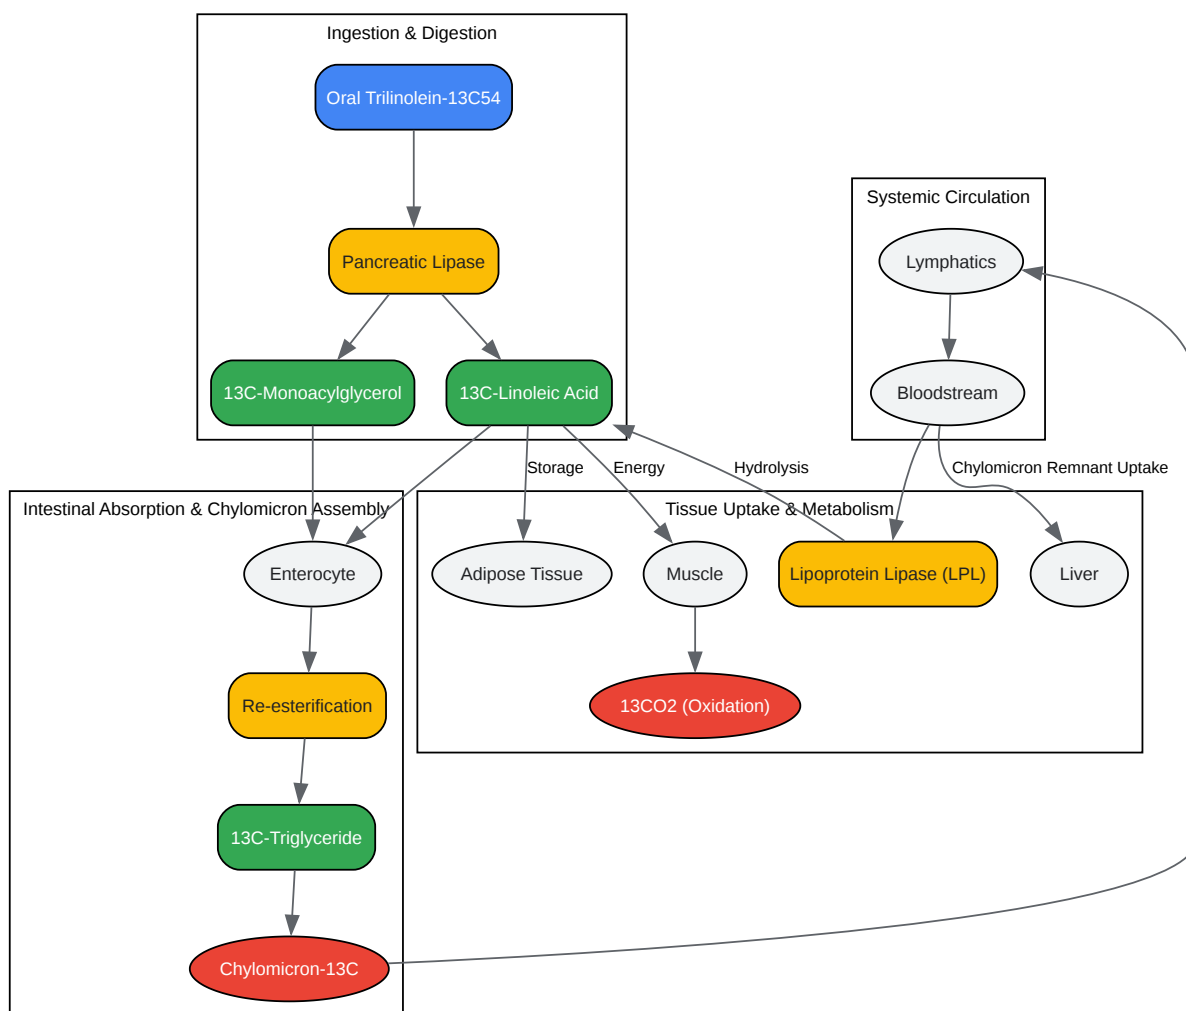 Ingestion & Digestion
Oral Trilinolein-13C54
Pancreatic Lipase
13C-Monoacylglycerol
13C-Linoleic Acid
Systemic Circulation
Lymphatics
Bloodstream
Storage
Energy
Hydrolysis
Chylomicron Remnant Uptake
Intestinal Absorption & Chylomicron Assembly
Enterocyte
Re-esterification
13C-Triglyceride
Chylomicron-13C
Tissue Uptake & Metabolism
Adipose Tissue
Muscle
Lipoprotein Lipase (LPL)
Liver
13CO2 (Oxidation)